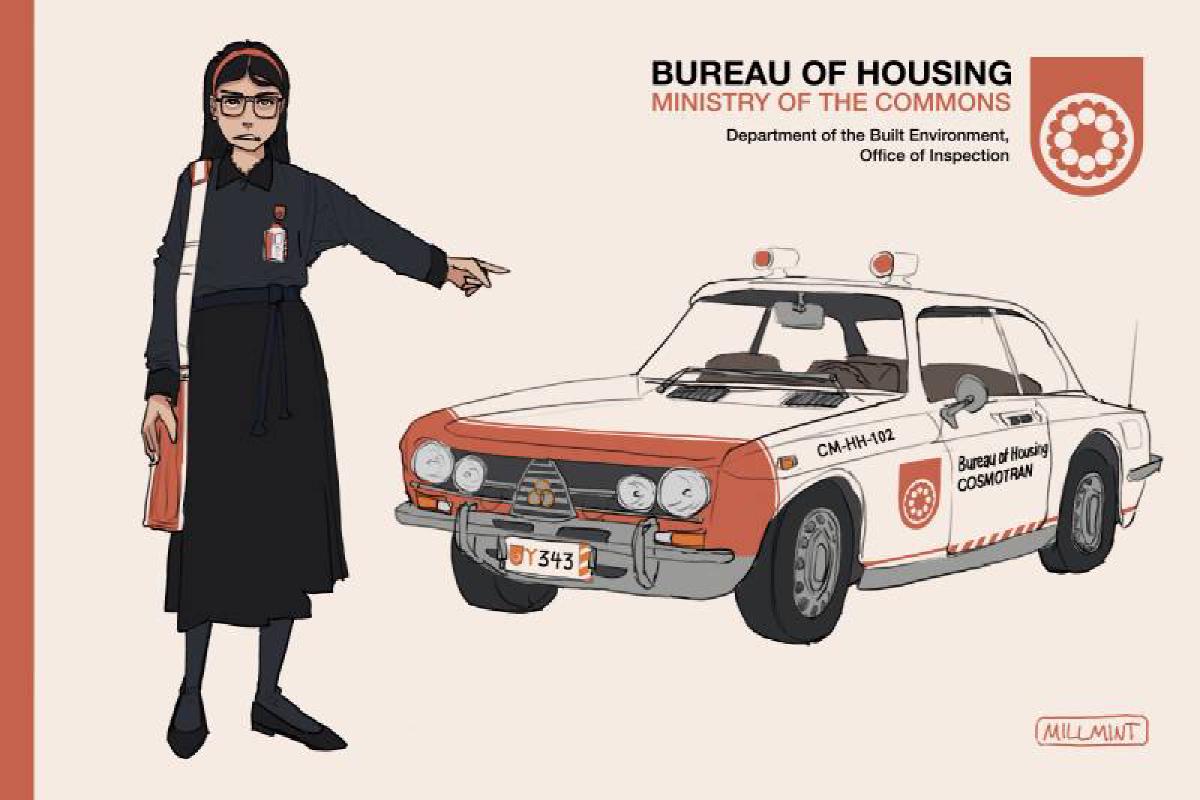 BUREAU OF HOUSING
MINISTRY OF THE COMMONS
Department of the Built Environment,
Office of Inspection
CM-HH-102
Bureau of Housing
COSMOTRAN
Y343
MILLMINT